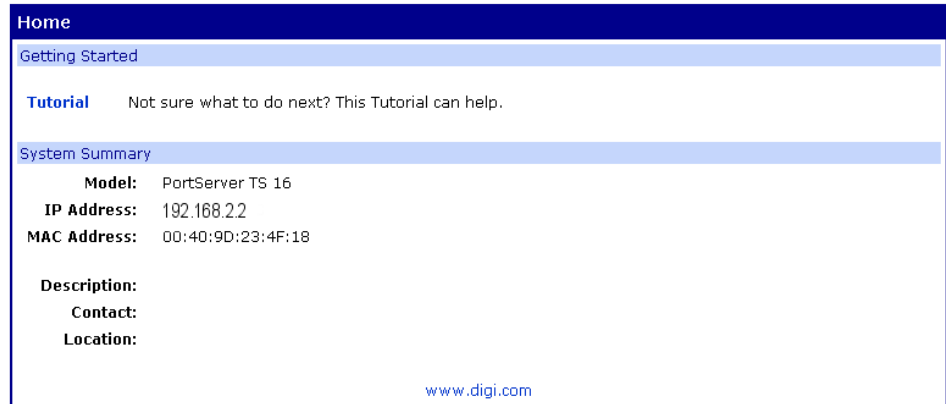 Home
Getting Started
Tutorial Not sure what to do next? This Tutorial can help.
System Summary
Model: PortServer TS 16
IP Address: 192.168.2.2
MAC Address: 00:40:9D:23:4F:18
Description:
Contact:
Location:
www.digi.com